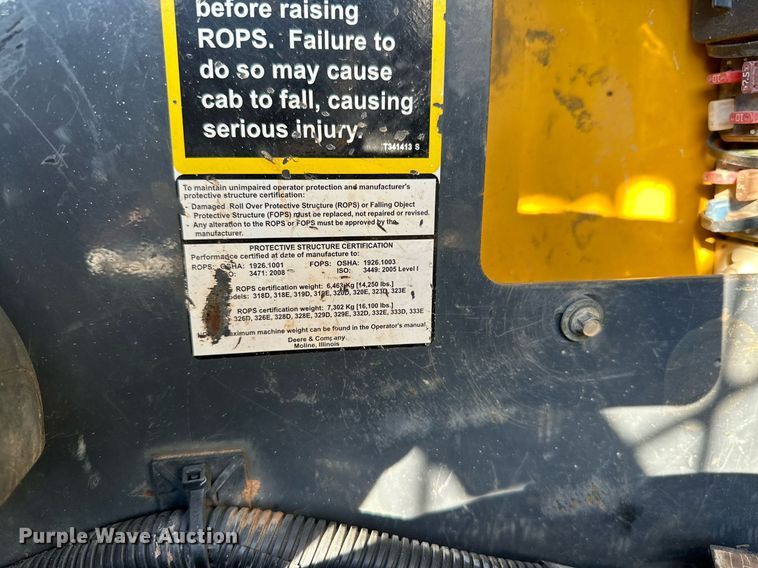 before raising
ROPS. Failure to
do so may cause
cab to fall, causing
serious injury.
T341413 S
To maintain unimpaired operator protection and manufacturer's
protective structure certification:
- Damaged Roll Over Protective Structure (ROPS) or Falling Object
Protective Structure (FOPS) must be replaced, not repaired or revised.
- Any alteration to the ROPS or FOPS must be approved by the
manufacturer.
PROTECTIVE STRUCTURE CERTIFICATION
Performance certified at date of manufacture to:
ROPS: OSHA: 1926.1001 FOPS: OSHA: 1926.1003
ISO: 3471: 2008 ISO: 3449: 2005 Level I
ROPS certification weight: 6,463 Kg [14,250 lbs.]
Models: 318D, 318E, 319D, 319E, 320D, 320E, 323D, 323E
ROPS certification weight: 7,302 Kg [16,100 lbs.]
326D, 326E, 328D, 328E, 329D, 329E, 332D, 332E, 333D, 333E
maximum machine weight can be found in the Operator's manual.
Deere & Company
Moline, Illinois
10
7.5
10
Purple Wave Auction